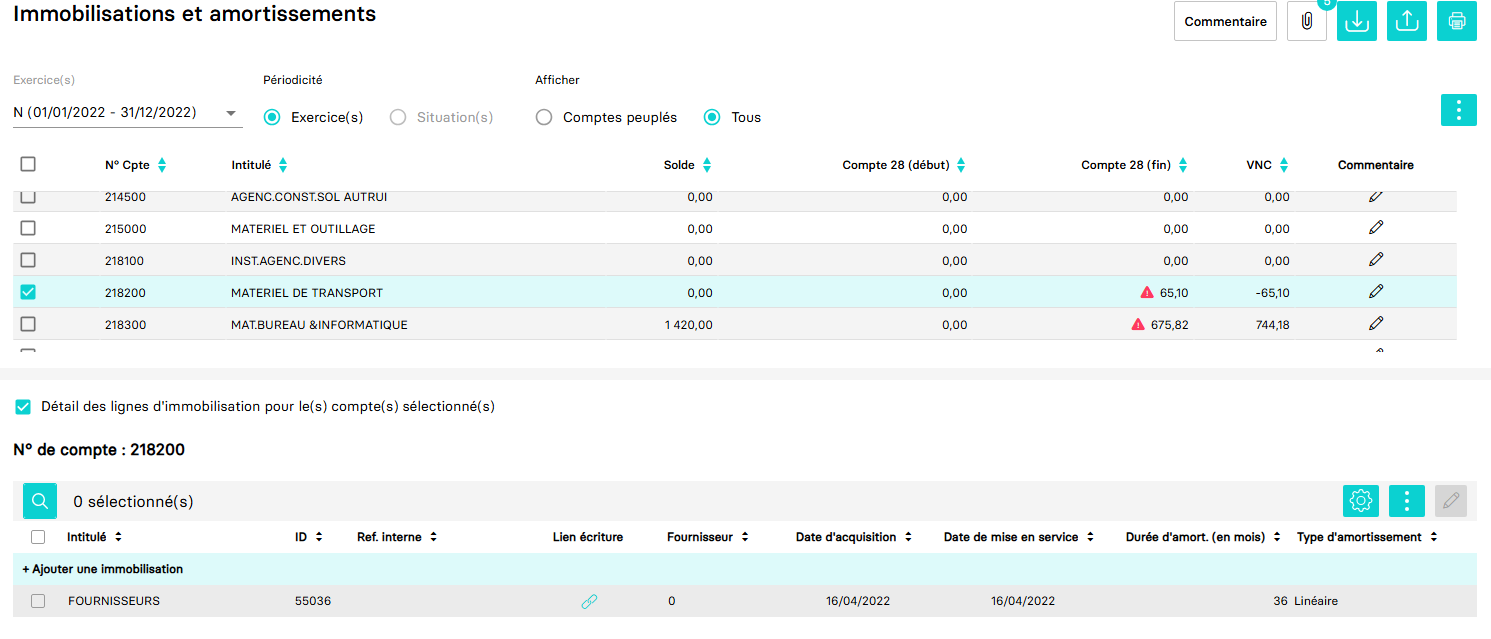 Immobilisations et amortissements
Commentaire
5
Exercice(s) Périodicité Afficher
N (01/01/2022 - 31/12/2022) Exercice(s) Situation(s) Comptes peuplés Tous
N° Cpte Intitulé Solde Compte 28 (début) Compte 28 (fin) VNC Commentaire
214500 AGENC.CONST.SOL AUTRUI 0,00 0,00 0,00 0,00
215000 MATERIEL ET OUTILLAGE 0,00 0,00 0,00 0,00
218100 INST.AGENC.DIVERS 0,00 0,00 0,00 0,00
218200 MATERIEL DE TRANSPORT 0,00 0,00 65,10 -65,10
218300 MAT.BUREAU &INFORMATIQUE 1 420,00 0,00 675,82 744,18
Détail des lignes d'immobilisation pour le(s) compte(s) sélectionné(s)
N° de compte : 218200
0 sélectionné(s)
Intitulé ID Ref. interne Lien écriture Fournisseur Date d'acquisition Date de mise en service Durée d'amort. (en mois) Type d'amortissement
+ Ajouter une immobilisation
FOURNISSEURS 55036 0 16/04/2022 16/04/2022 36 Linéaire